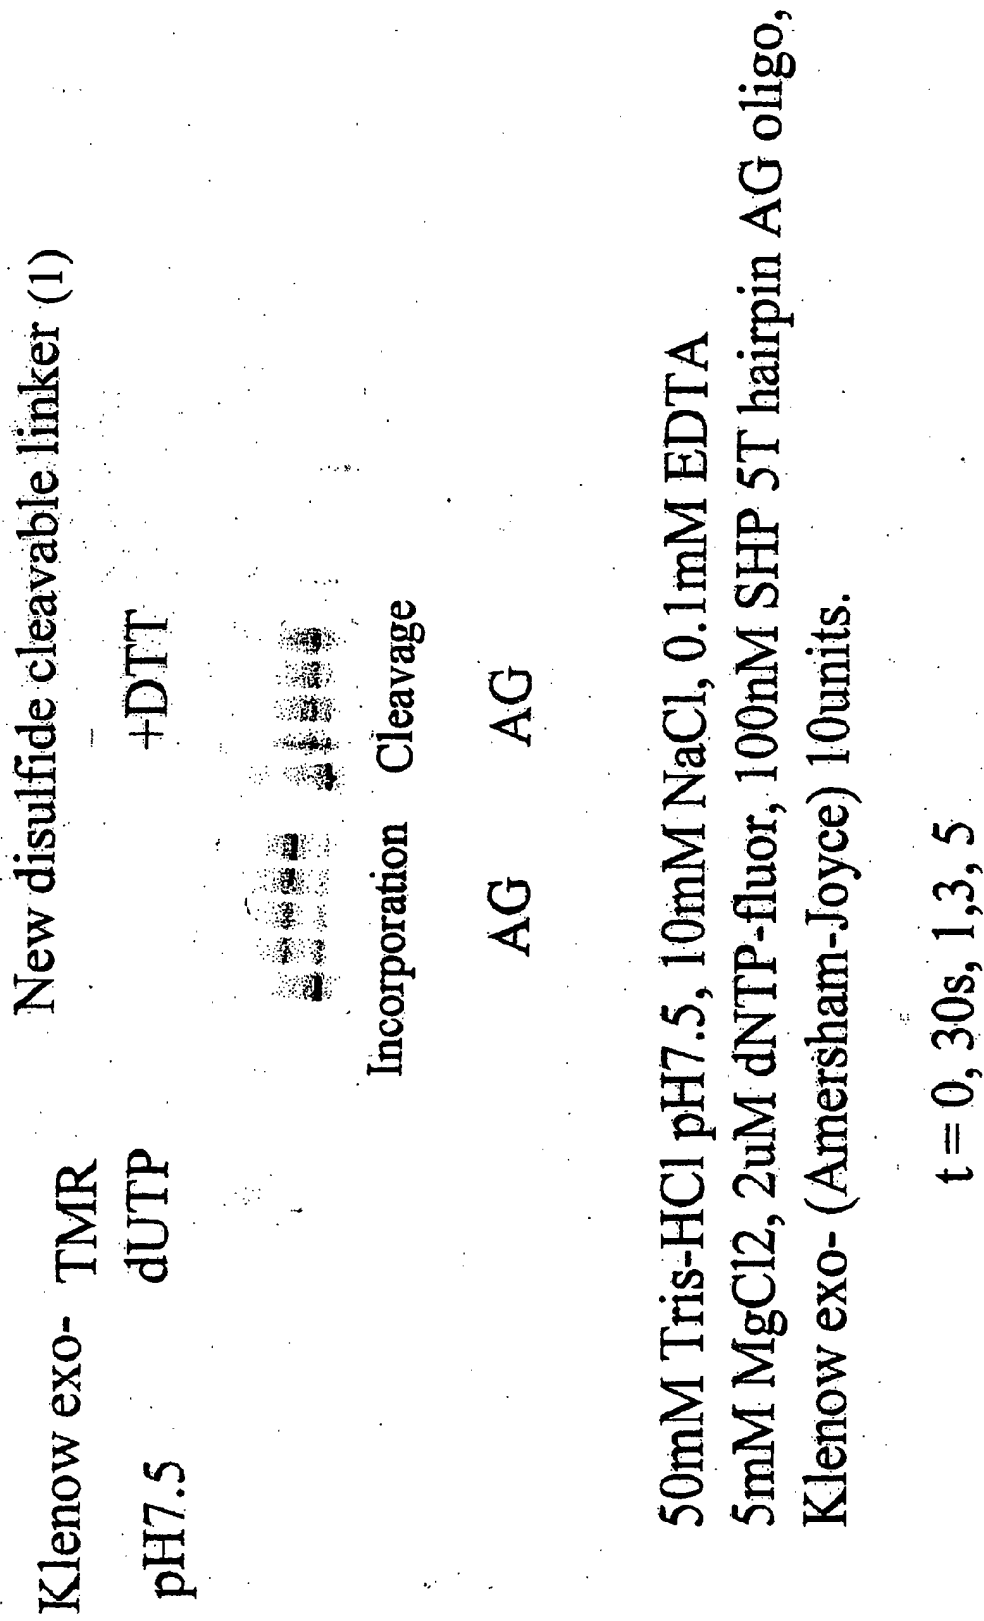 Klenow exo- TMR New disulfide cleavable linker (1)
pH7.5 dUTP +DTT
Incorporation Cleavage
AG AG
50mM Tris-HCl pH7.5, 10mM NaCl, 0.1mM EDTA
5mM MgCl2, 2uM dNTP-fluor, 100nM SHP 5T hairpin AG oligo,
Klenow exo- (Amersham-Joyce) 10units.
t = 0, 30s, 1,3, 5